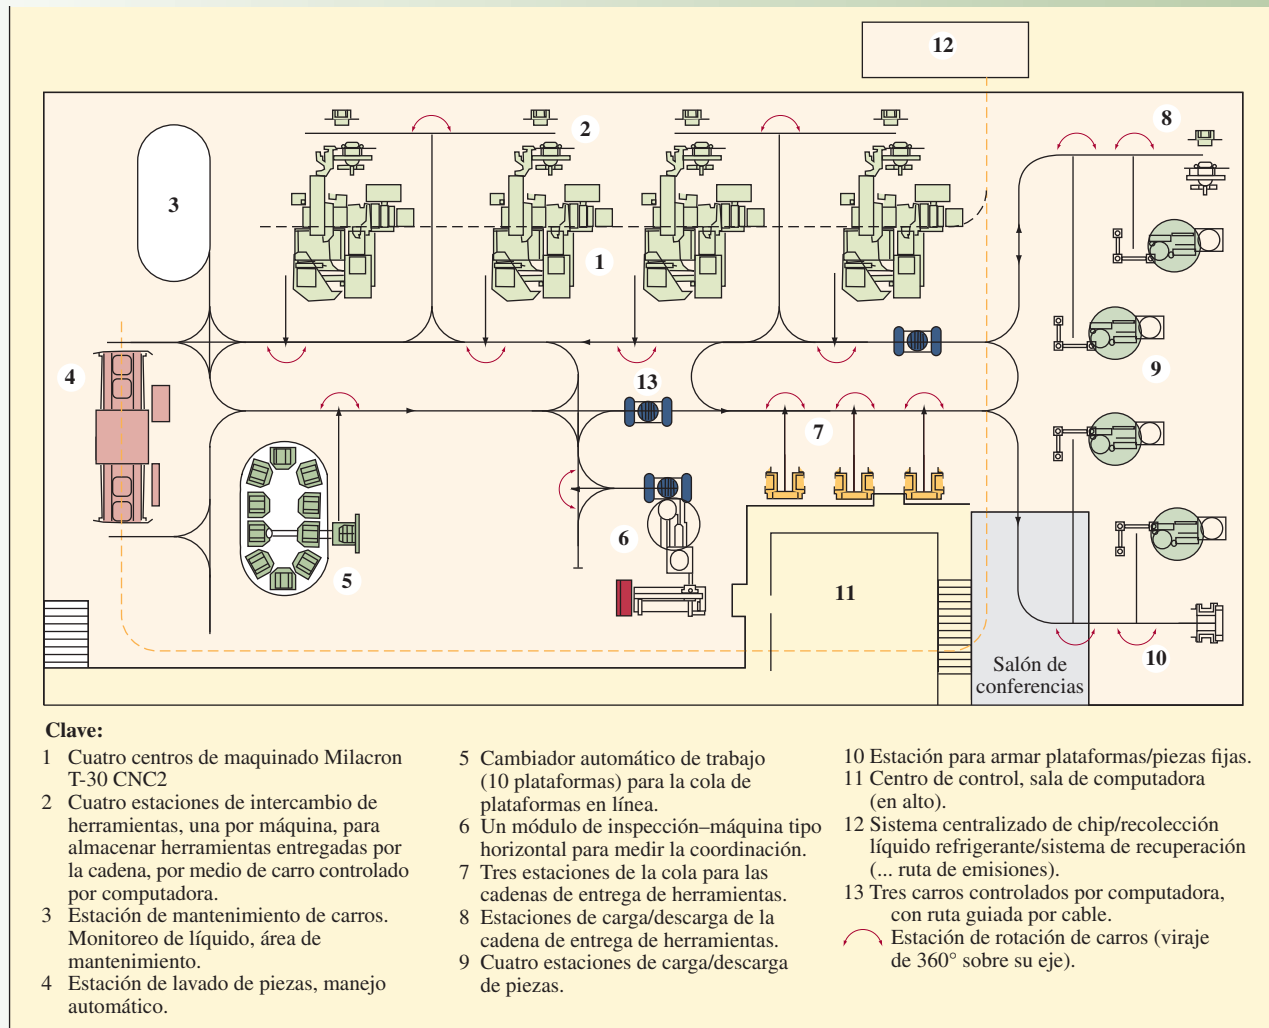 12
2
8
3
1
4
13
9
7
6
5
11
10
Salón de
conferencias
Clave:
1 Cuatro centros de maquinado Milacron
T-30 CNC2
2 Cuatro estaciones de intercambio de
herramientas, una por máquina, para
almacenar herramientas entregadas por
la cadena, por medio de carro controlado
por computadora.
3 Estación de mantenimiento de carros.
Monitoreo de líquido, área de
mantenimiento.
4 Estación de lavado de piezas, manejo
automático.
5 Cambiador automático de trabajo
(10 plataformas) para la cola de
plataformas en línea.
6 Un módulo de inspección–máquina tipo
horizontal para medir la coordinación.
7 Tres estaciones de la cola para las
cadenas de entrega de herramientas.
8 Estaciones de carga/descarga de la
cadena de entrega de herramientas.
9 Cuatro estaciones de carga/descarga
de piezas.
10 Estación para armar plataformas/piezas fijas.
11 Centro de control, sala de computadora
(en alto).
12 Sistema centralizado de chip/recolección
líquido refrigerante/sistema de recuperación
(... ruta de emisiones).
13 Tres carros controlados por computadora,
con ruta guiada por cable.
Estación de rotación de carros (viraje
de 360° sobre su eje).